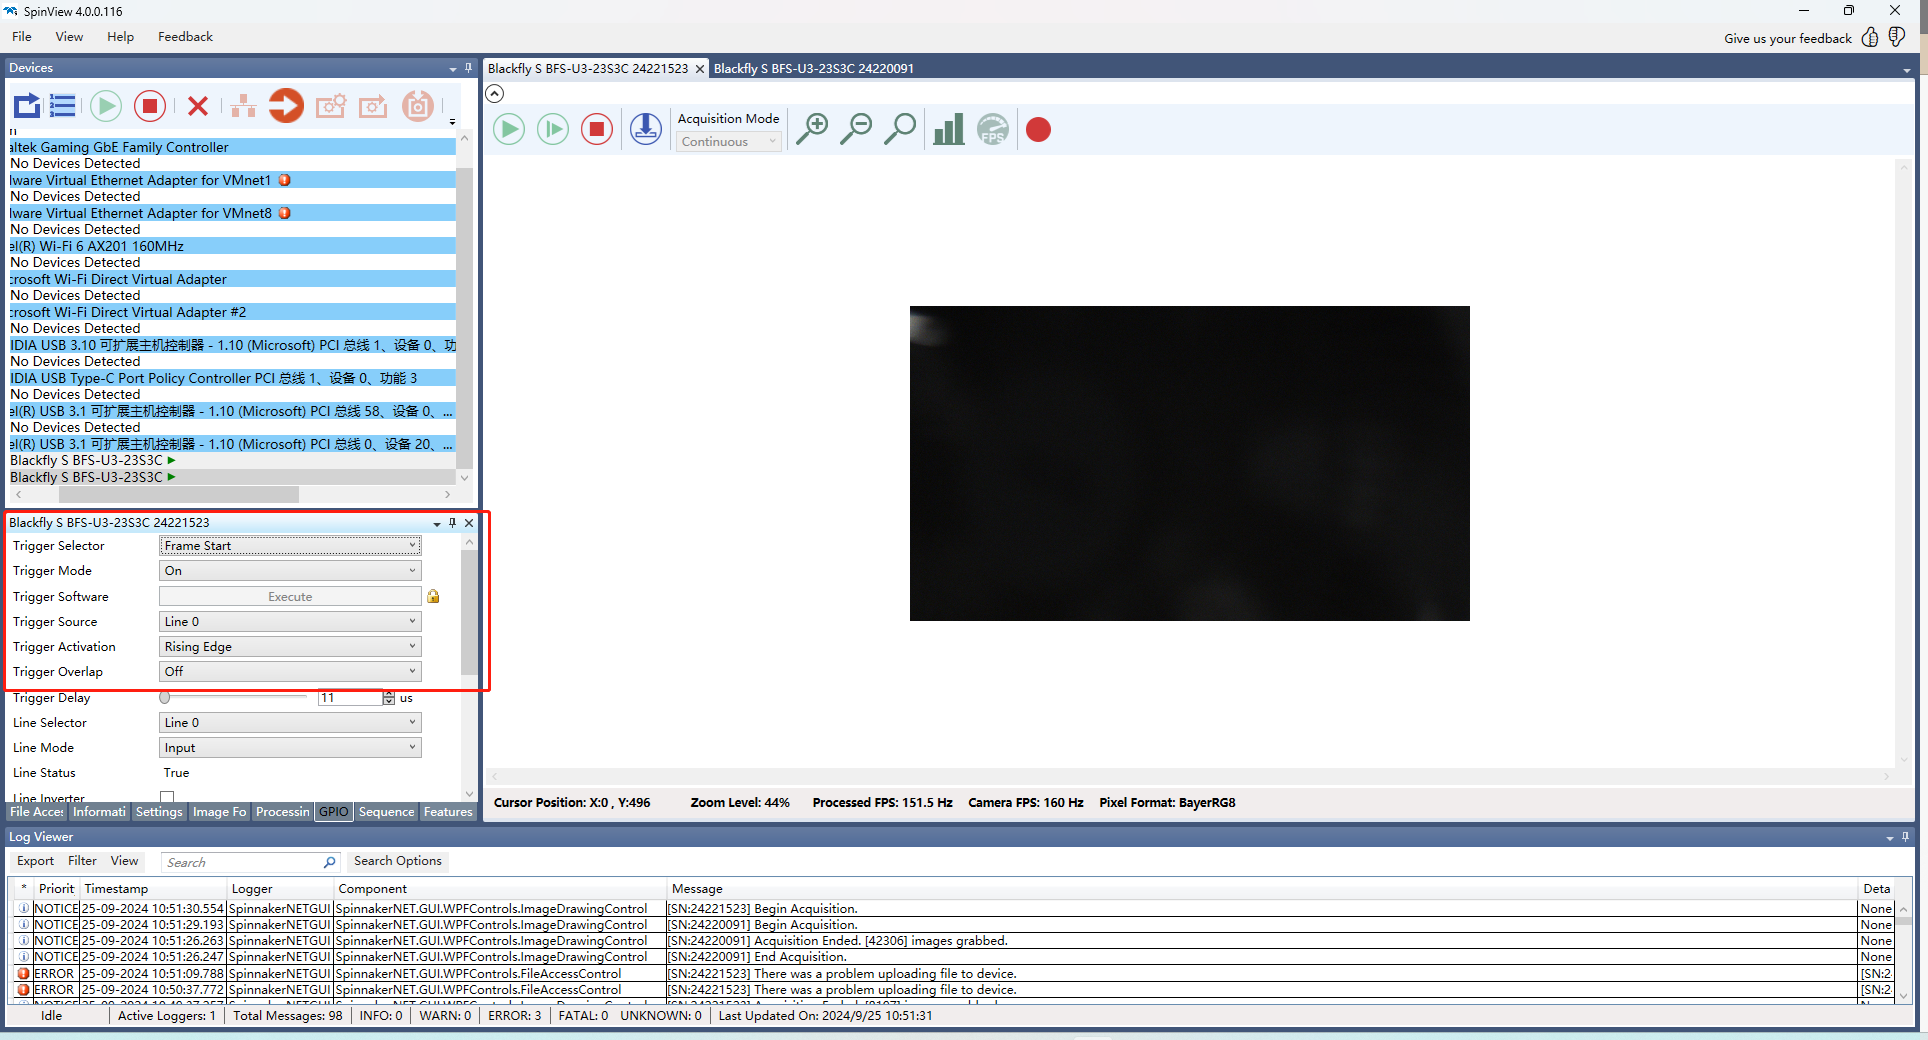 SpinView 4.0.0.116
File View Help Feedback
Give us your feedback
Devices
altek Gaming GbE Family Controller
No Devices Detected
lware Virtual Ethernet Adapter for VMnet1
No Devices Detected
lware Virtual Ethernet Adapter for VMnet8
No Devices Detected
el(R) Wi-Fi 6 AX201 160MHz
No Devices Detected
crosoft Wi-Fi Direct Virtual Adapter
No Devices Detected
crosoft Wi-Fi Direct Virtual Adapter #2
No Devices Detected
IDIA USB 3.10 可扩展主机控制器 - 1.10 (Microsoft) PCI 总线 1、设备 0、功
No Devices Detected
IDIA USB Type-C Port Policy Controller PCI 总线 1、设备 0、功能 3
No Devices Detected
el(R) USB 3.1 可扩展主机控制器 - 1.10 (Microsoft) PCI 总线 58、设备 0、...
No Devices Detected
el(R) USB 3.1 可扩展主机控制器 - 1.10 (Microsoft) PCI 总线 0、设备 20、...
Blackfly S BFS-U3-23S3C
Blackfly S BFS-U3-23S3C
Blackfly S BFS-U3-23S3C 24221523
Trigger Selector Frame Start
Trigger Mode On
Trigger Software Execute
Trigger Source Line 0
Trigger Activation Rising Edge
Trigger Overlap Off
Trigger Delay 11 us
Line Selector Line 0
Line Mode Input
Line Status True
Line Inverter
File Acces Informati Settings Image Fo Processin GPIO Sequence Features
Blackfly S BFS-U3-23S3C 24221523 Blackfly S BFS-U3-23S3C 24220091
Acquisition Mode
Continuous
FPS
Cursor Position: X:0 , Y:496 Zoom Level: 44% Processed FPS: 151.5 Hz Camera FPS: 160 Hz Pixel Format: BayerRG8
Log Viewer
Export Filter View Search Search Options
* Priorit Timestamp Logger Component Message Deta
NOTICE 25-09-2024 10:51:30.554 SpinnakerNETGUI SpinnakerNET.GUI.WPFControls.ImageDrawingControl [SN:24221523] Begin Acquisition. None
NOTICE 25-09-2024 10:51:29.193 SpinnakerNETGUI SpinnakerNET.GUI.WPFControls.ImageDrawingControl [SN:24220091] Begin Acquisition. None
NOTICE 25-09-2024 10:51:26.263 SpinnakerNETGUI SpinnakerNET.GUI.WPFControls.ImageDrawingControl [SN:24220091] Acquisition Ended. [42306] images grabbed. None
NOTICE 25-09-2024 10:51:26.247 SpinnakerNETGUI SpinnakerNET.GUI.WPFControls.ImageDrawingControl [SN:24220091] End Acquisition. None
ERROR 25-09-2024 10:51:09.788 SpinnakerNETGUI SpinnakerNET.GUI.WPFControls.FileAccessControl [SN:24221523] There was a problem uploading file to device. [SN:2
ERROR 25-09-2024 10:50:37.772 SpinnakerNETGUI SpinnakerNET.GUI.WPFControls.FileAccessControl [SN:24221523] There was a problem uploading file to device. [SN:2
Idle Active Loggers: 1 Total Messages: 98 INFO: 0 WARN: 0 ERROR: 3 FATAL: 0 UNKNOWN: 0 Last Updated On: 2024/9/25 10:51:31